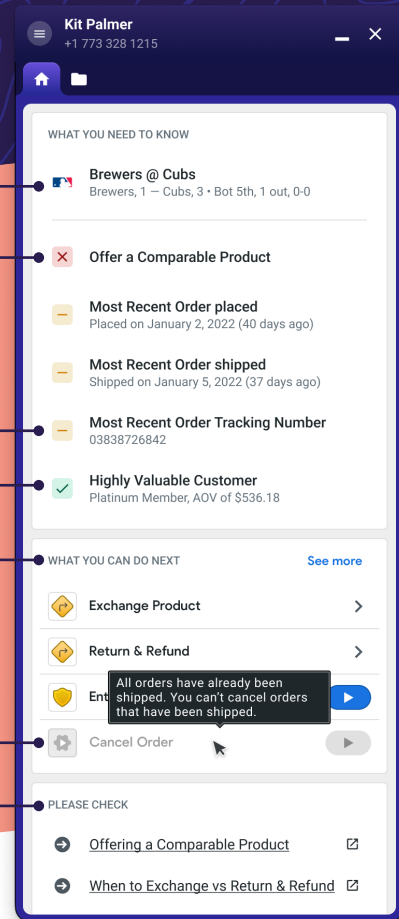 Kit Palmer
+1 773 328 1215
WHAT YOU NEED TO KNOW
Brewers @ Cubs
Brewers, 1 — Cubs, 3 • Bot 5th, 1 out, 0-0
Offer a Comparable Product
Most Recent Order placed
Placed on January 2, 2022 (40 days ago)
Most Recent Order shipped
Shipped on January 5, 2022 (37 days ago)
Most Recent Order Tracking Number
03838726842
Highly Valuable Customer
Platinum Member, AOV of $536.18
WHAT YOU CAN DO NEXT See more
Exchange Product
Return & Refund
All orders have already been
shipped. You can't cancel orders
that have been shipped.
Cancel Order
PLEASE CHECK
Offering a Comparable Product
When to Exchange vs Return & Refund